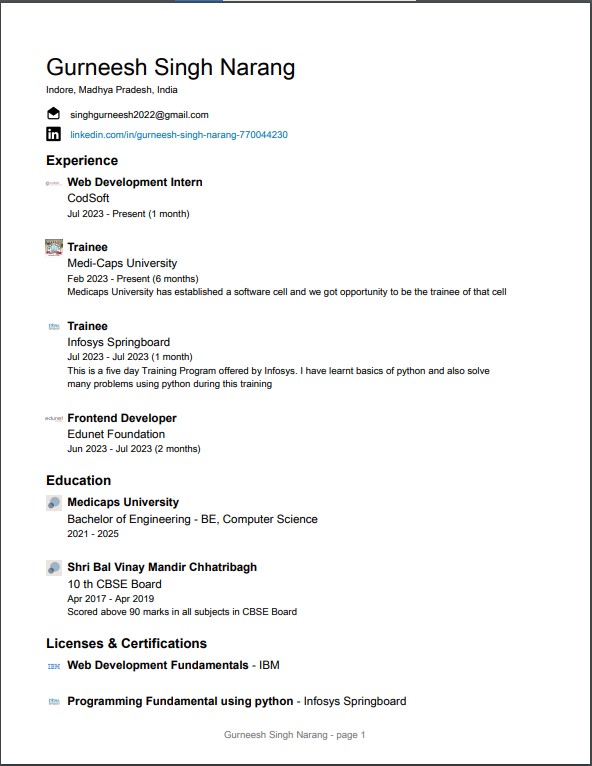 Gurneesh Singh Narang
Indore, Madhya Pradesh, India
singhgurneesh2022@gmail.com
in linkedin.com/in/gurneesh-singh-narang-770044230
Experience
Web Development Intern
CodSoft
Jul 2023 - Present (1 month)
Trainee
Medi-Caps University
Feb 2023 - Present (6 months)
Medicaps University has established a software cell and we got opportunity to be the trainee of that cell
Trainee
Infosys Springboard
Jul 2023 - Jul 2023 (1 month)
This is a five day Training Program offered by Infosys. I have learnt basics of python and also solve
many problems using python during this training
edunet Frontend Developer
Edunet Foundation
Jun 2023 - Jul 2023 (2 months)
Education
Medicaps University
Bachelor of Engineering - BE, Computer Science
2021 - 2025
Shri Bal Vinay Mandir Chhatribagh
10 th CBSE Board
Apr 2017 - Apr 2019
Scored above 90 marks in all subjects in CBSE Board
Licenses & Certifications
IBM Web Development Fundamentals - IBM
Programming Fundamental using python - Infosys Springboard
Gurneesh Singh Narang - page 1